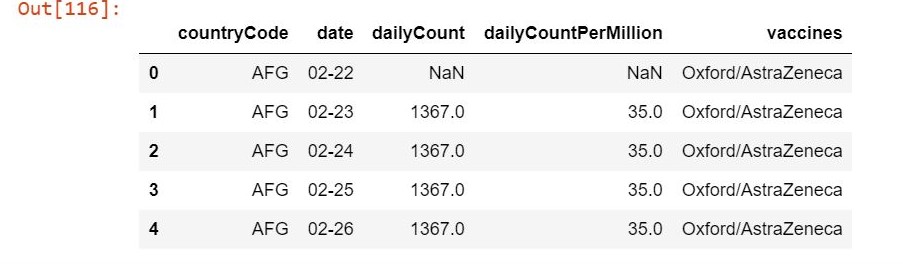 Out[116]:
countryCode date dailyCount dailyCountPerMillion vaccines
0 AFG 02-22 NaN NaN Oxford/AstraZeneca
1 AFG 02-23 1367.0 35.0 Oxford/AstraZeneca
2 AFG 02-24 1367.0 35.0 Oxford/AstraZeneca
3 AFG 02-25 1367.0 35.0 Oxford/AstraZeneca
4 AFG 02-26 1367.0 35.0 Oxford/AstraZeneca